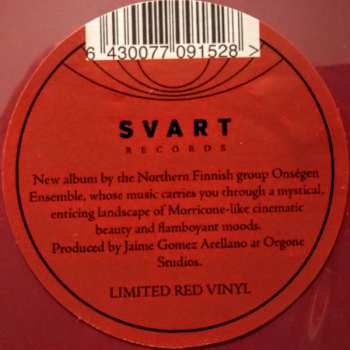 6 430077 091528 >
SVART
RECORDS
New album by the Northern Finnish group Onségen
Ensemble, whose music carries you through a mystical,
enticing landscape of Morricone-like cinematic
beauty and flamboyant moods.
Produced by Jaime Gomez Arellano at Orgone
Studios.
LIMITED RED VINYL